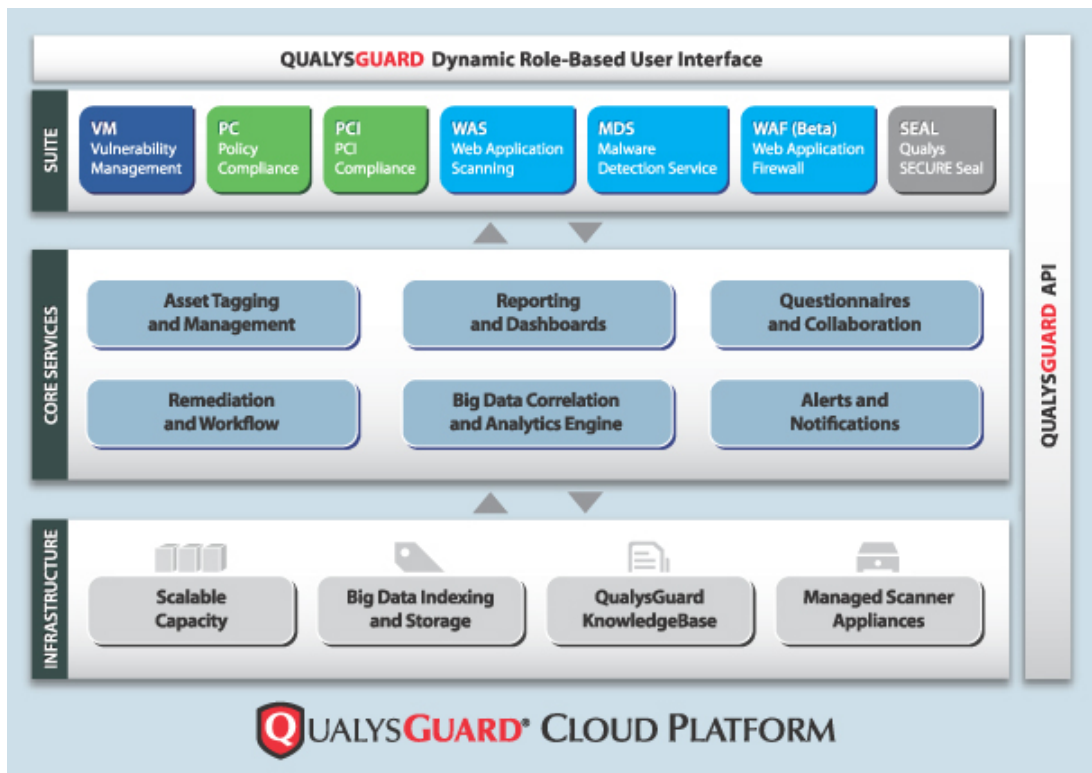 QUALYSGUARD Dynamic Role-Based User Interface
SUITE
VM
Vulnerability
Management
PC
Policy
Compliance
PCI
PCI
Compliance
WAS
Web Application
Scanning
MDS
Malware
Detection Service
WAF (Beta)
Web Application
Firewall
SEAL
Qualys
SECURE Seal
CORE SERVICES
Asset Tagging
and Management
Reporting
and Dashboards
Questionnaires
and Collaboration
Remediation
and Workflow
Big Data Correlation
and Analytics Engine
Alerts and
Notifications
INFRASTRUCTURE
Scalable
Capacity
Big Data Indexing
and Storage
QualysGuard
KnowledgeBase
Managed Scanner
Appliances
QUALYSGUARD API
QUALYSGUARD® CLOUD PLATFORM